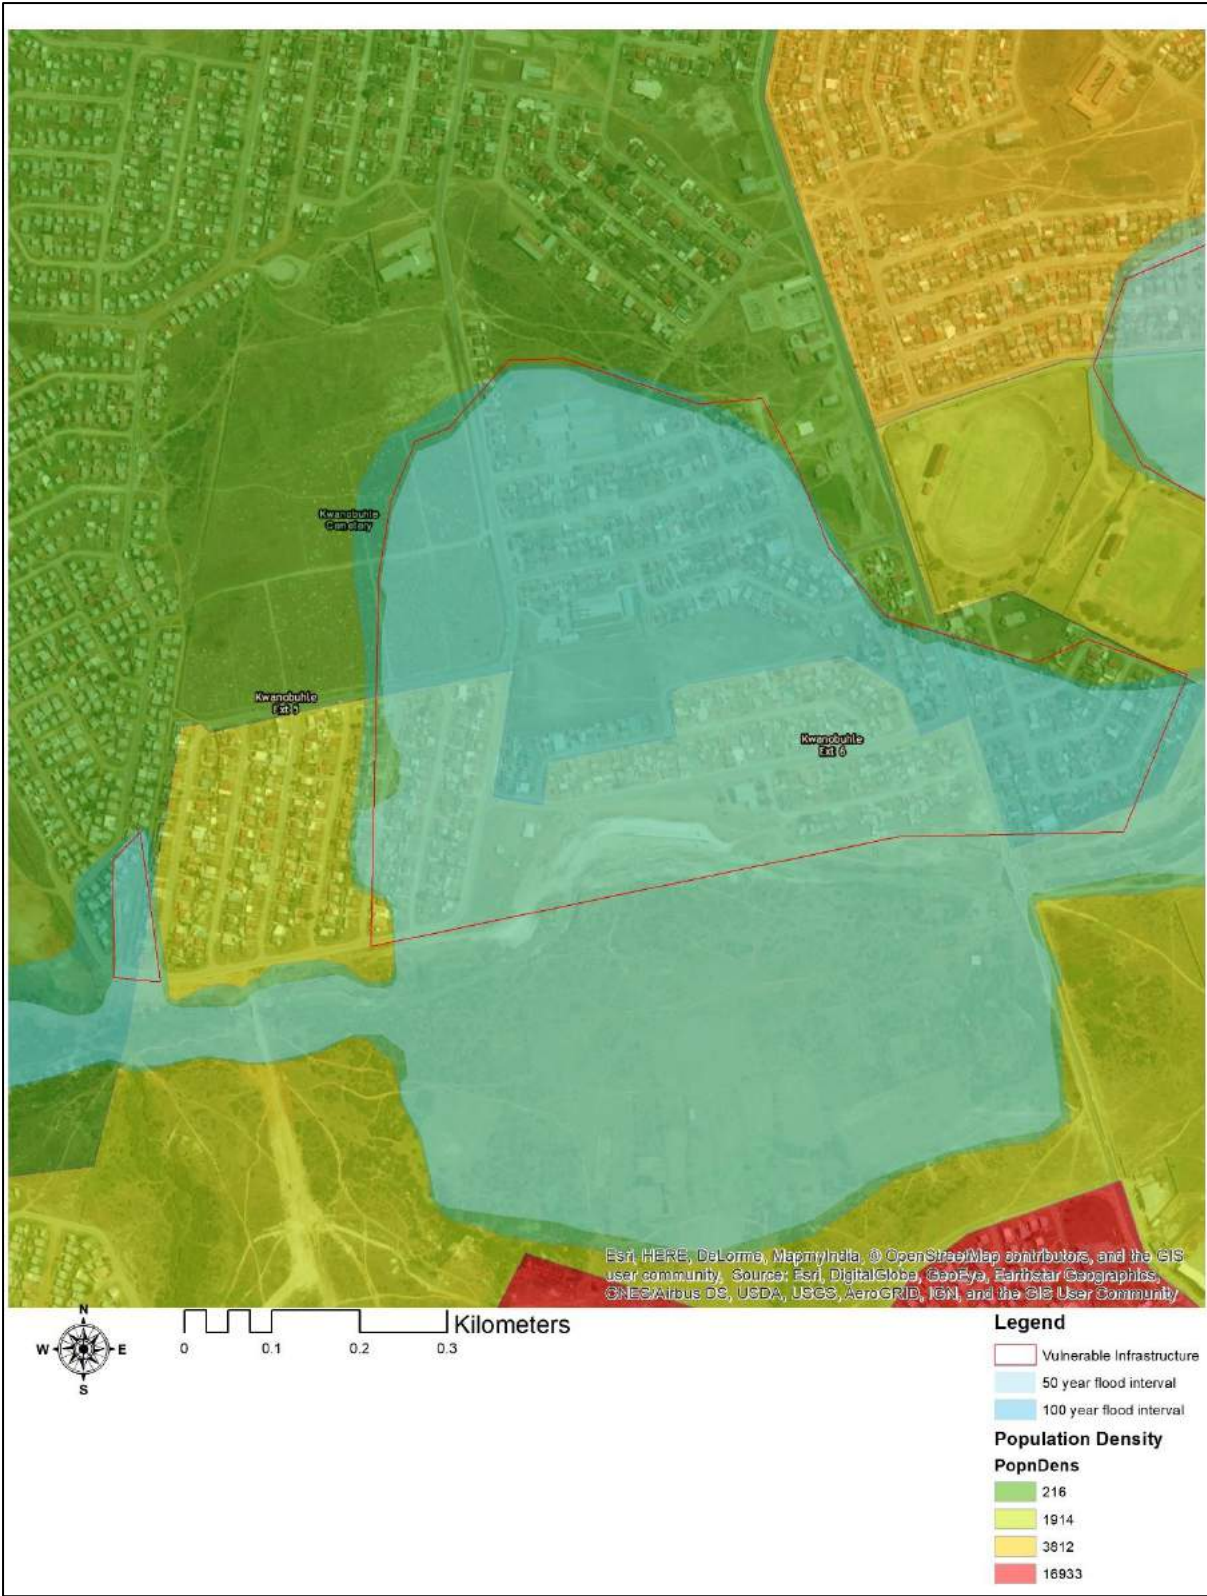 Kwanobuhle
Cemetary
Kwanobuhle
Ext 5
Kwanobuhle
Ext 6
Esri, HERE, DeLorme, MapmyIndia, © OpenStreetMap contributors, and the GIS
user community, Source: Esri, DigitalGlobe, GeoEye, Earthstar Geographics,
CNES/Airbus DS, USDA, USGS, AeroGRID, IGN, and the GIS User Community
N
W E
S
Kilometers
0 0.1 0.2 0.3
Legend
Vulnerable Infrastructure
50 year flood interval
100 year flood interval
Population Density
PopnDens
216
1914
3812
16933